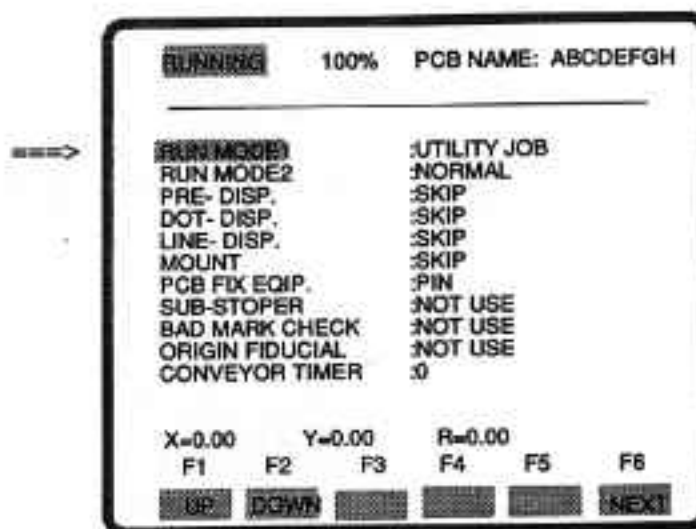 RUNNING 100% PCB NAME: ABCDEFGH
===> RUN MODE1 :UTILITY JOB
RUN MODE2 :NORMAL
PRE- DISP. :SKIP
DOT- DISP. :SKIP
LINE- DISP. :SKIP
MOUNT :SKIP
PCB FIX EQIP. :PIN
SUB-STOPER :NOT USE
BAD MARK CHECK :NOT USE
ORIGIN FIDUCIAL :NOT USE
CONVEYOR TIMER :0
X=0.00 Y=0.00 R=0.00
F1 F2 F3 F4 F5 F6
UP DOWN NEXT